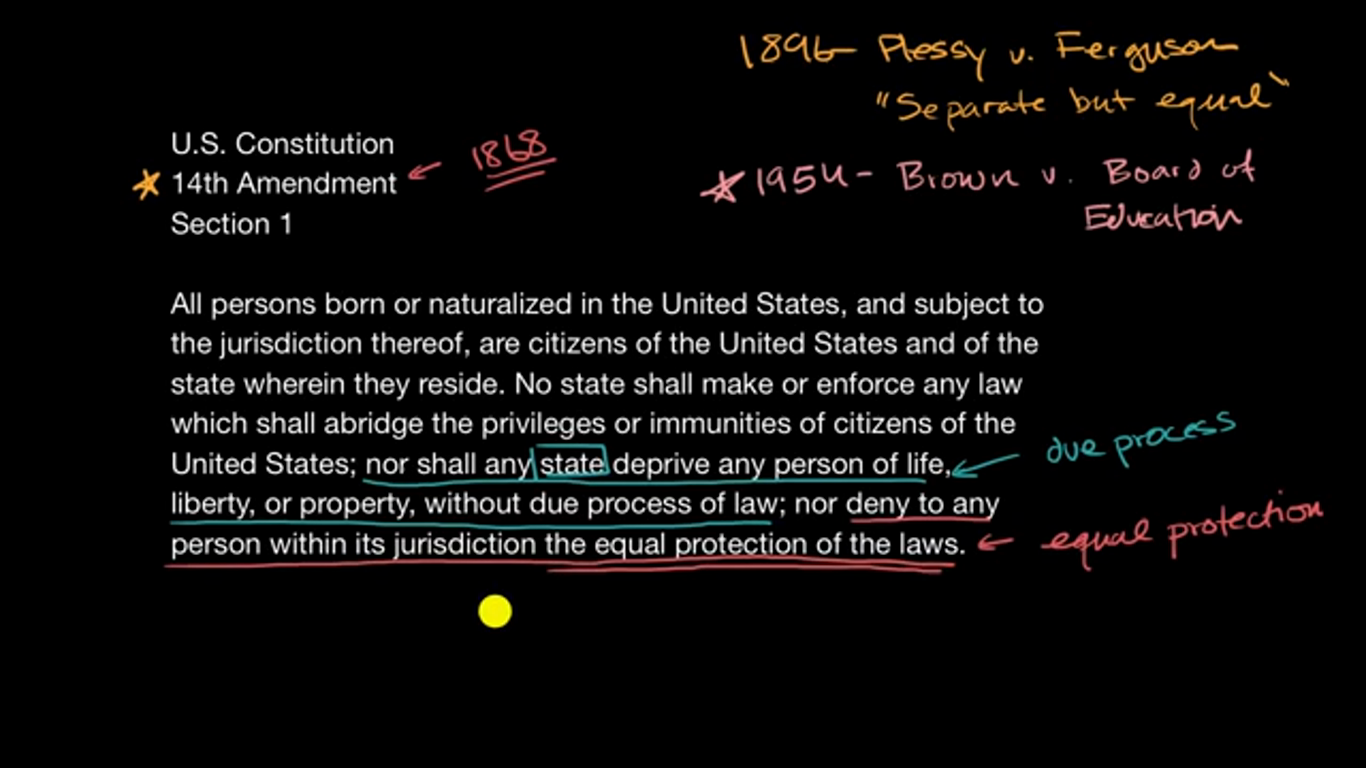 1896- Plessy v. Ferguson
"Separate but equal"
U.S. Constitution
1868
14th Amendment
1954- Brown v. Board of
Section 1
Education
All persons born or naturalized in the United States, and subject to
the jurisdiction thereof, are citizens of the United States and of the
state wherein they reside. No state shall make or enforce any law
which shall abridge the privileges or immunities of citizens of the
United States; nor shall any state deprive any person of life,
due process
liberty, or property, without due process of law; nor deny to any
person within its jurisdiction the equal protection of the laws.
equal protection